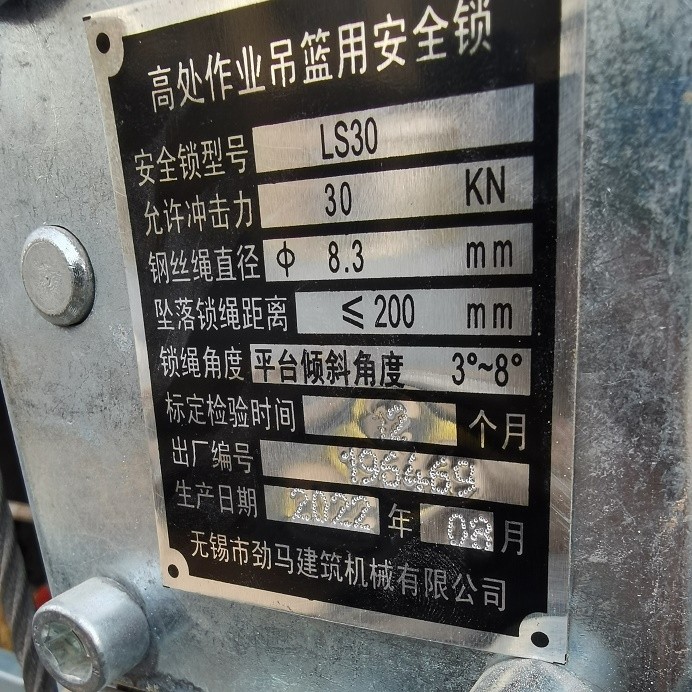 高处作业吊篮用安全锁
安全锁型号 LS30
允许冲击力 30 KN
钢丝绳直径 ф 8.3 mm
坠落锁绳距离 ≤200 mm
锁绳角度 平台倾斜角度 3°~8°
标定检验时间 12 个月
出厂编号 196469
生产日期 2022 年 08 月
无锡市劲马建筑机械有限公司